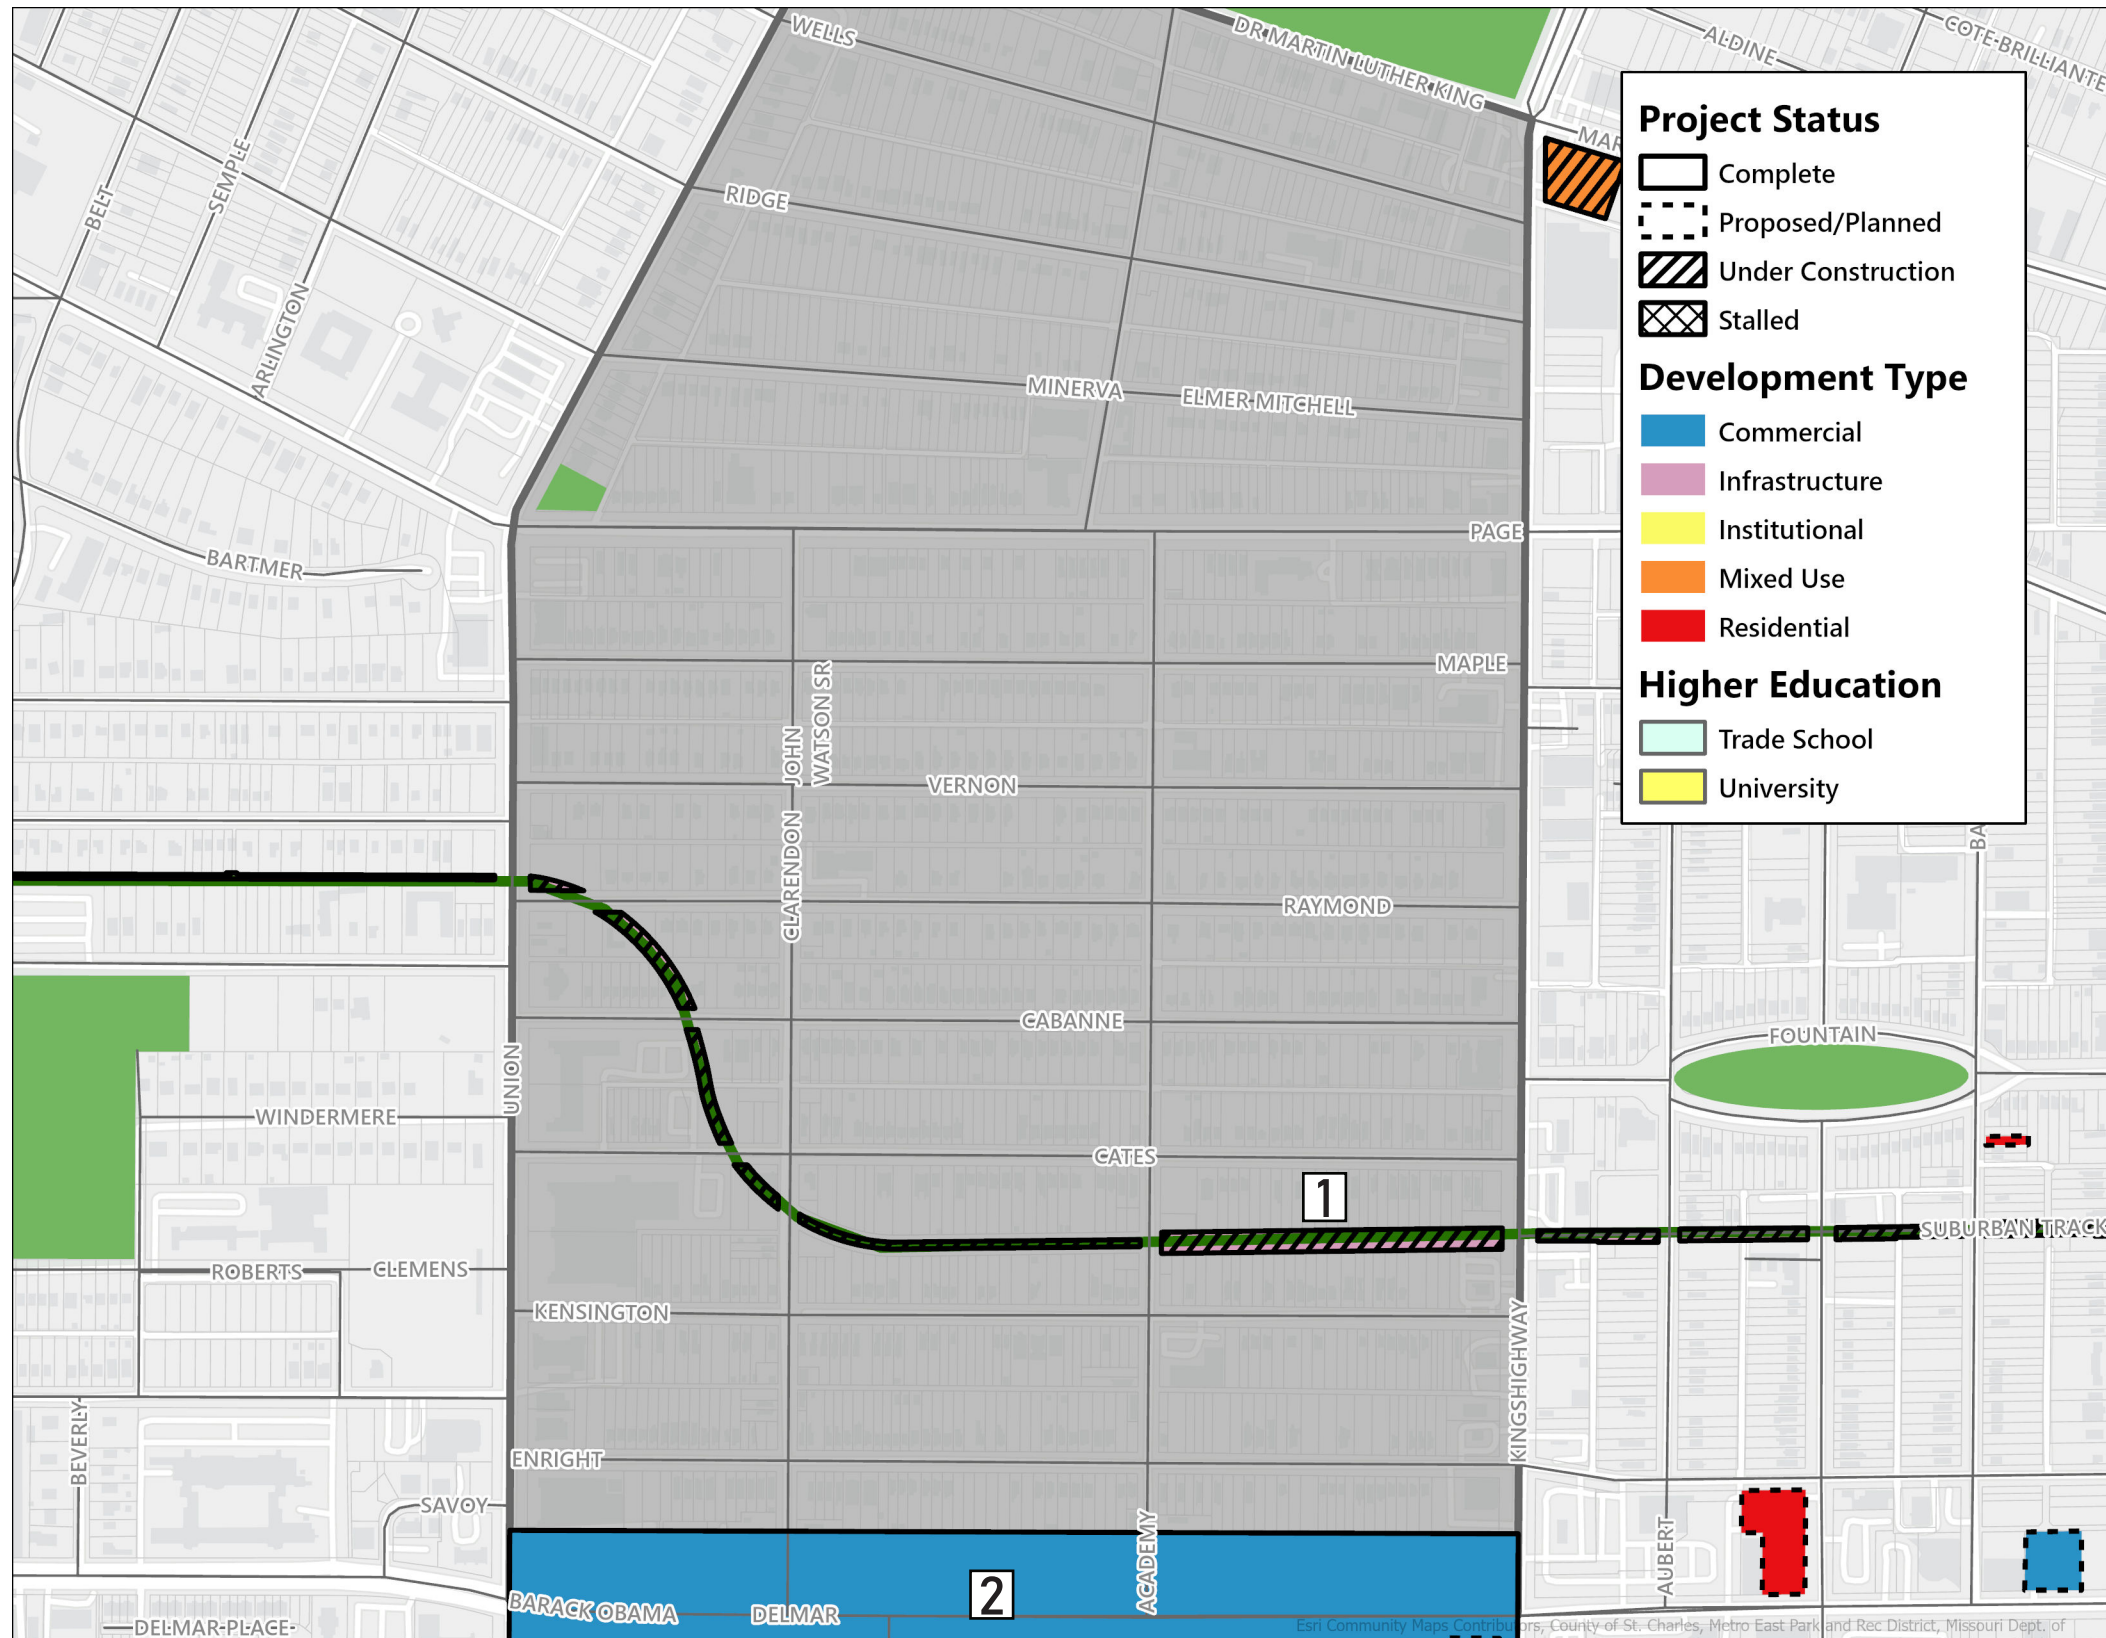 WELLS
DR MARTIN LUTHER KING
ALDINE
COTE BRILLIANTE
MAR
BELT
SEMPLE
ARLINGTON
RIDGE
MINERVA
ELMER MITCHELL
PAGE
BARTMER
MAPLE
JOHN
WATSON SR
VERNON
CLARENDON
RAYMOND
CABANNE
UNION
WINDERMERE
CATES
FOUNTAIN
BA
1
SUBURBAN TRACK
ROBERTS
CLEMENS
KENSINGTON
KINGSHIGHWAY
BEVERLY
ENRIGHT
SAVOY
ACADEMY
AUBERT
2
BARACK OBAMA
DELMAR
DELMAR PLACE
Project Status
Complete
Proposed/Planned
Under Construction
Stalled
Development Type
Commercial
Infrastructure
Institutional
Mixed Use
Residential
Higher Education
Trade School
University
Esri Community Maps Contributors, County of St. Charles, Metro East Park and Rec District, Missouri Dept. of